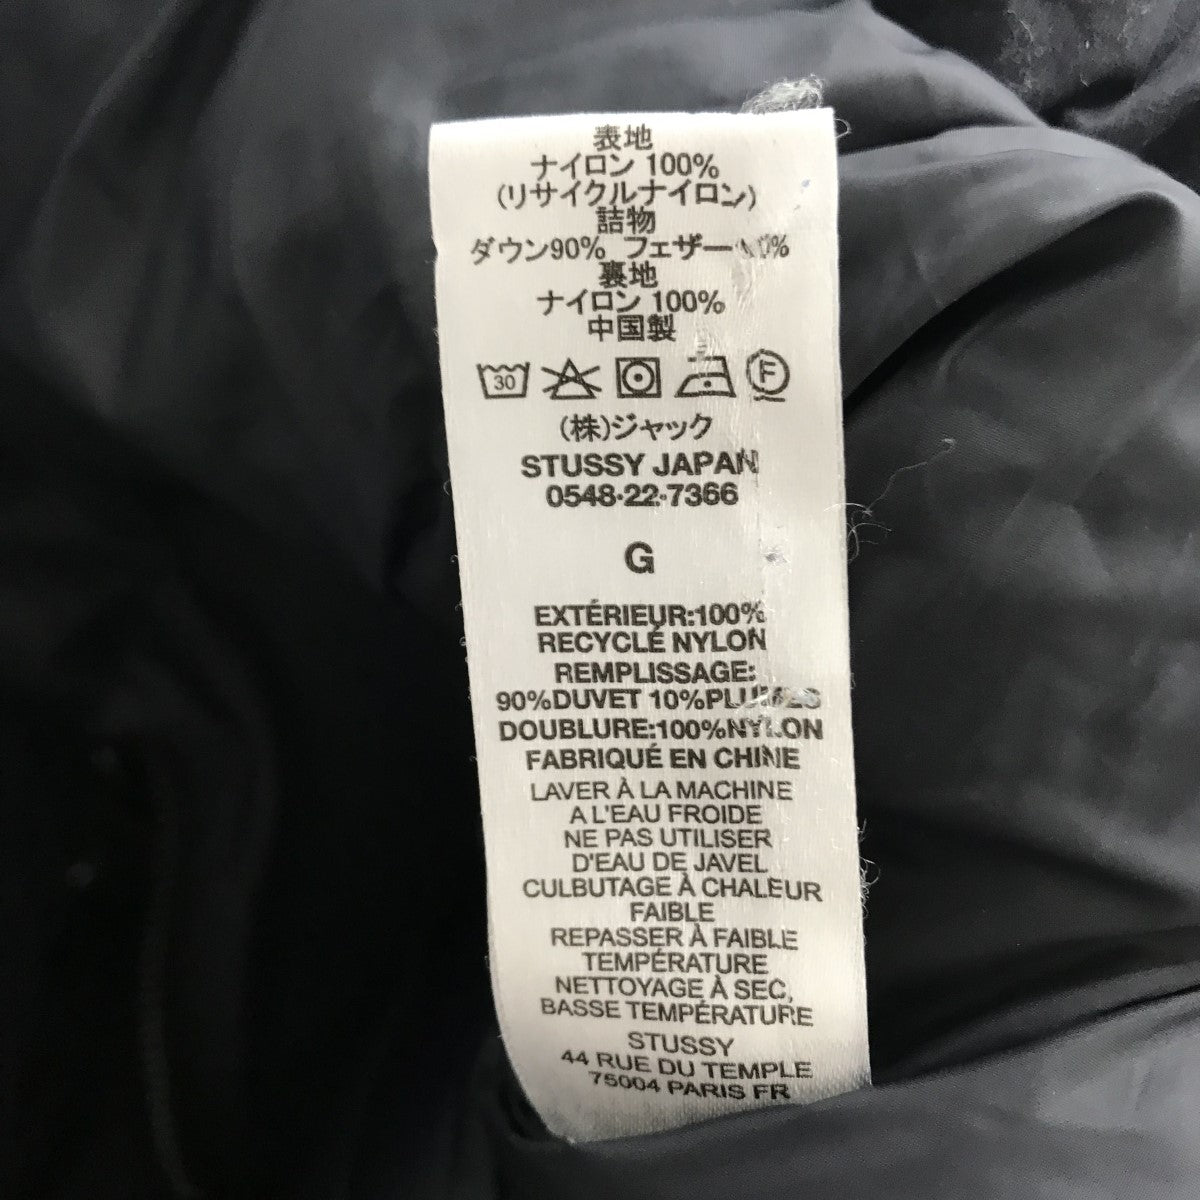 表地
ナイロン 100%
(リサイクルナイロン)
詰物
ダウン90% フェザー
裏地
ナイロン 100%
中国製
30
F
(株)ジャック
STUSSY JAPAN
0548·22·7366
G
EXTÉRIEUR:100%
RECYCLÉ NYLON
REMPLISSAGE:
90%DUVET 10%PLUMES
DOUBLURE:100%NYLON
FABRIQUÉ EN CHINE
LAVER À LA MACHINE
A L'EAU FROIDE
NE PAS UTILISER
D'EAU DE JAVEL
CULBUTAGE À CHALEUR
FAIBLE
REPASSER À FAIBLE
TEMPÉRATURE
NETTOYAGE À SEC,
BASSE TEMPÉRATURE
STUSSY
44 RUE DU TEMPLE
75004 PARIS FR